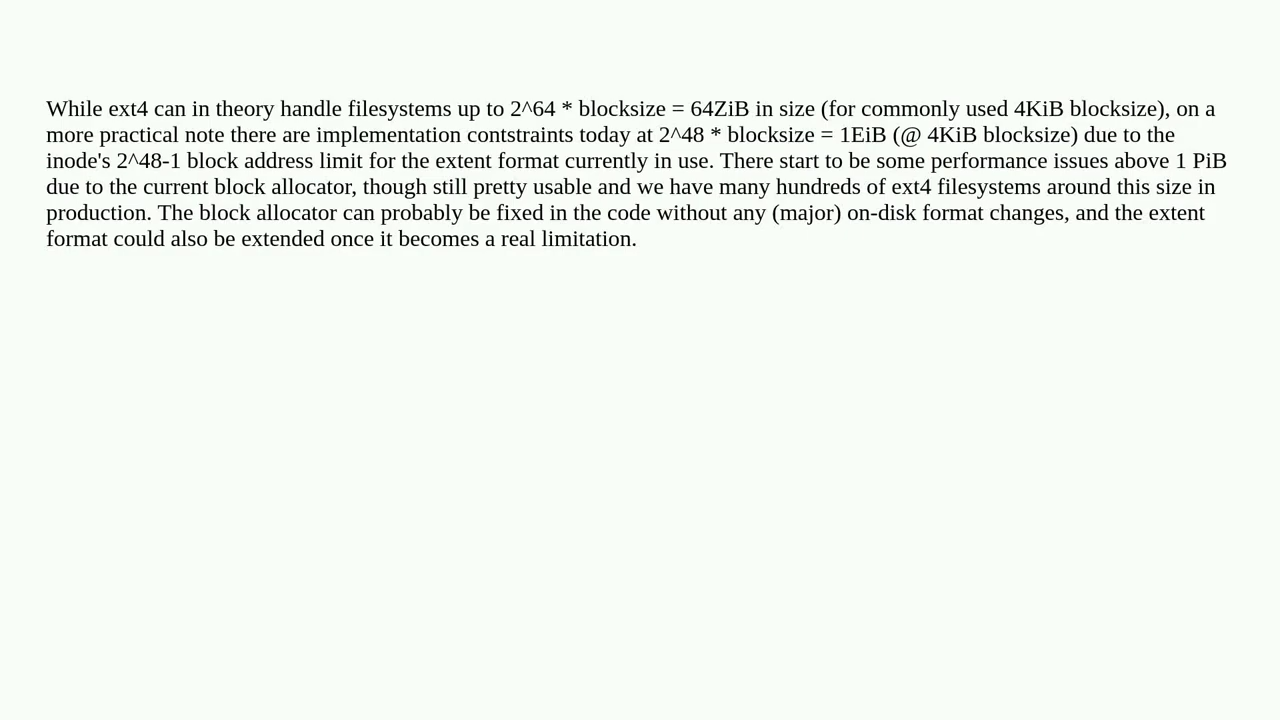 While ext4 can in theory handle filesystems up to 2^64 * blocksize = 64ZiB in size (for commonly used 4KiB blocksize), on a
more practical note there are implementation contstraints today at 2^48 * blocksize = 1EiB (@ 4KiB blocksize) due to the
inode's 2^48-1 block address limit for the extent format currently in use. There start to be some performance issues above 1 PiB
due to the current block allocator, though still pretty usable and we have many hundreds of ext4 filesystems around this size in
production. The block allocator can probably be fixed in the code without any (major) on-disk format changes, and the extent
format could also be extended once it becomes a real limitation.